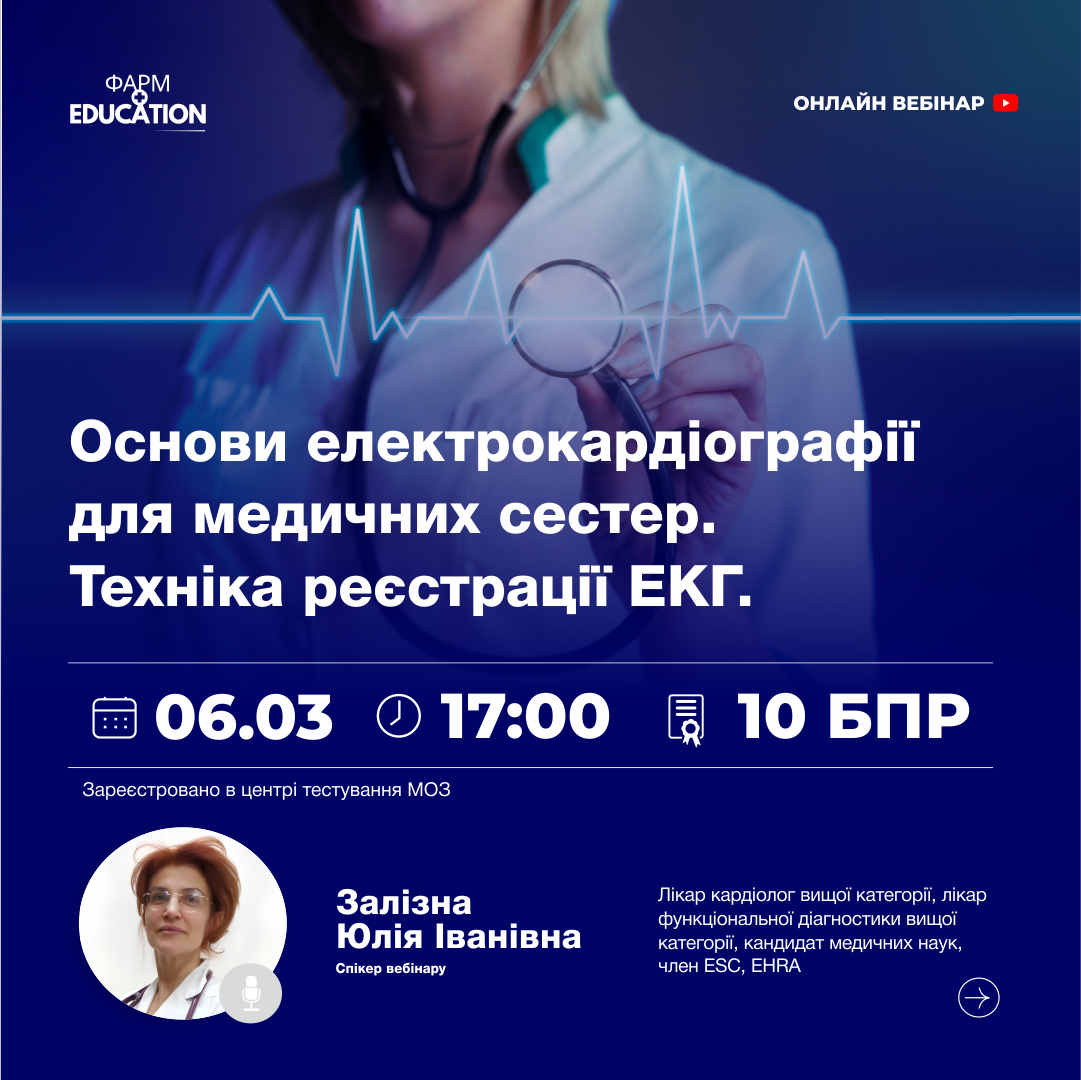 ФАРМ
EDUCATION
ОНЛАЙН ВЕБІНАР
Основи електрокардіографії
для медичних сестер.
Техніка реєстрації ЕКГ.
06.03 17:00 10 БПР
Зареєстровано в центрі тестування МОЗ
Залізна
Юлія Іванівна
Спікер вебінару
Лікар кардіолог вищої категорії, лікар
функціональної діагностики вищої
категорії, кандидат медичних наук,
член ESC, EHRA